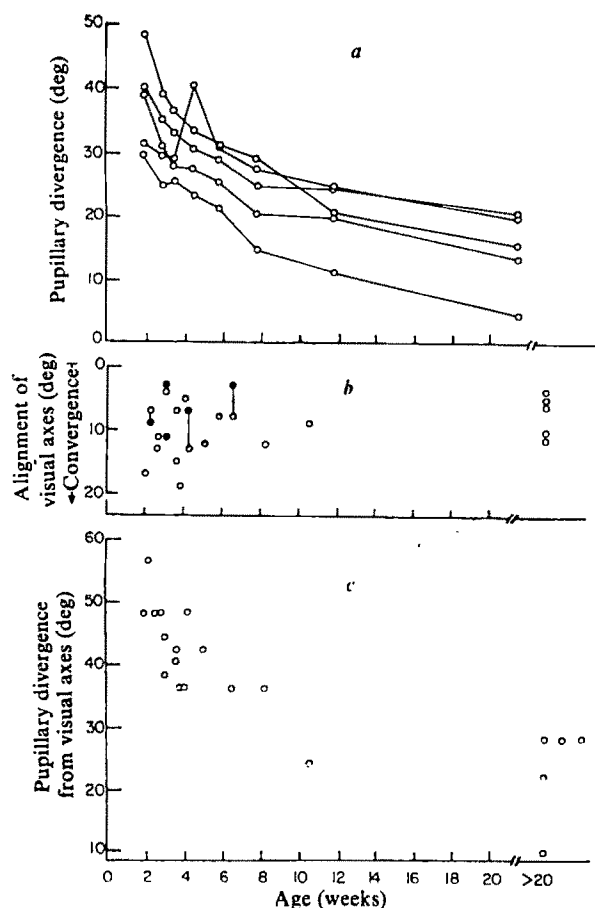 a
50
40
30
20
10
0
Pupillary divergence (deg)
b
0
10
20
Alignment of
visual axes (deg)
Convergence
c
60
50
40
30
20
10
Pupillary divergence
from visual axes (deg)
0 2 4 6 8 10 12 14 16 18 20 >20
Age (weeks)